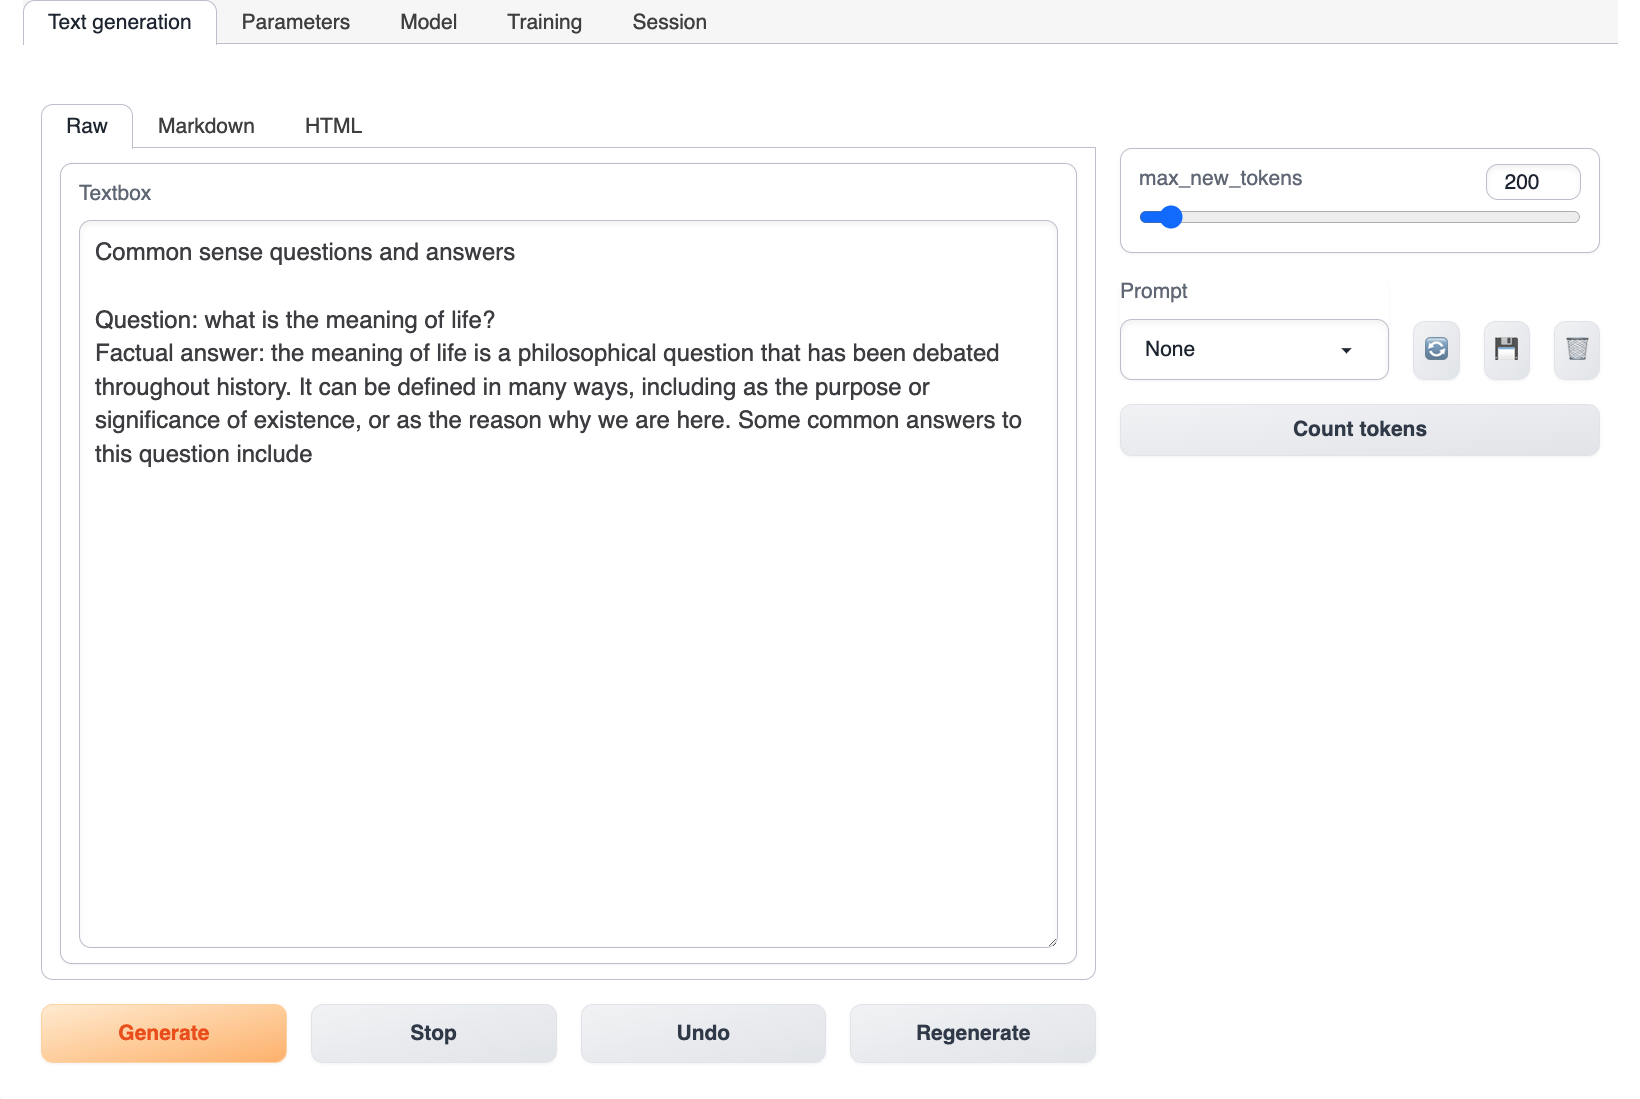 Text generation Parameters Model Training Session
Raw Markdown HTML
Textbox
Common sense questions and answers
Question: what is the meaning of life?
Factual answer: the meaning of life is a philosophical question that has been debated
throughout history. It can be defined in many ways, including as the purpose or
significance of existence, or as the reason why we are here. Some common answers to
this question include
max_new_tokens 200
Prompt
None
Count tokens
Generate Stop Undo Regenerate